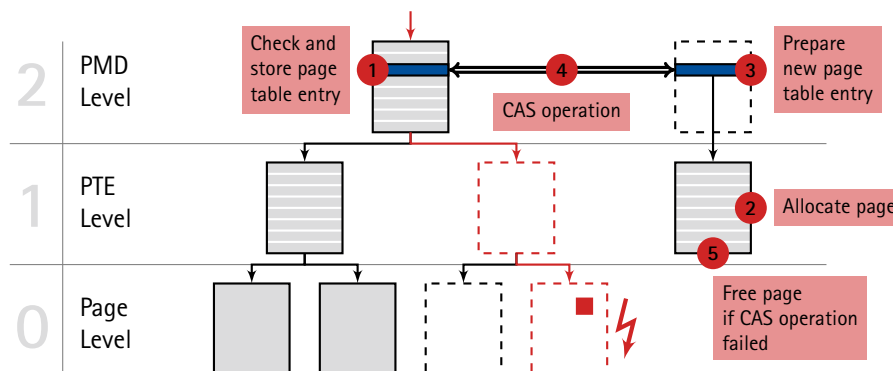 2
PMD
Level
Check and
store page
table entry
1
4
CAS operation
3
Prepare
new page
table entry
1
PTE
Level
2
Allocate page
5
0
Page
Level
Free page
if CAS operation
failed